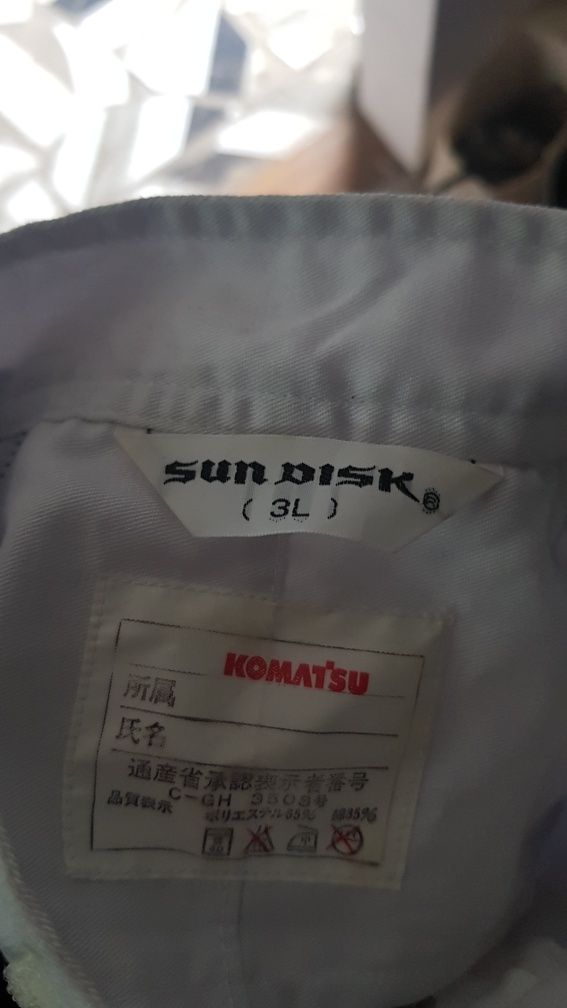 SUN DISK®
(3L)
KOMATSU
所属
氏名
通産省承認表示者番号
品質表示 C-GH 3503号
ポリエステル65% 綿35%